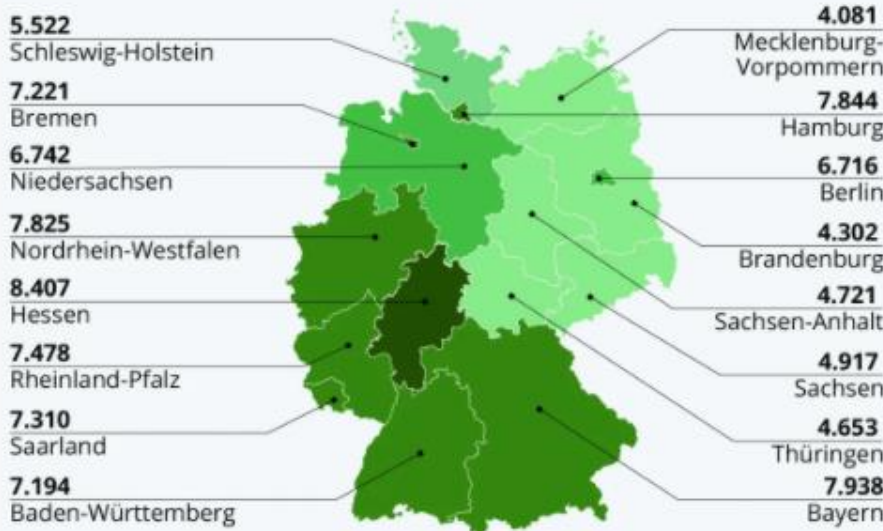 5.522
Schleswig-Holstein
7.221
Bremen
6.742
Niedersachsen
7.825
Nordrhein-Westfalen
8.407
Hessen
7.478
Rheinland-Pfalz
7.310
Saarland
7.194
Baden-Württemberg
4.081
Mecklenburg-
Vorpommern
7.844
Hamburg
6.716
Berlin
4.302
Brandenburg
4.721
Sachsen-Anhalt
4.917
Sachsen
4.653
Thüringen
7.938
Bayern